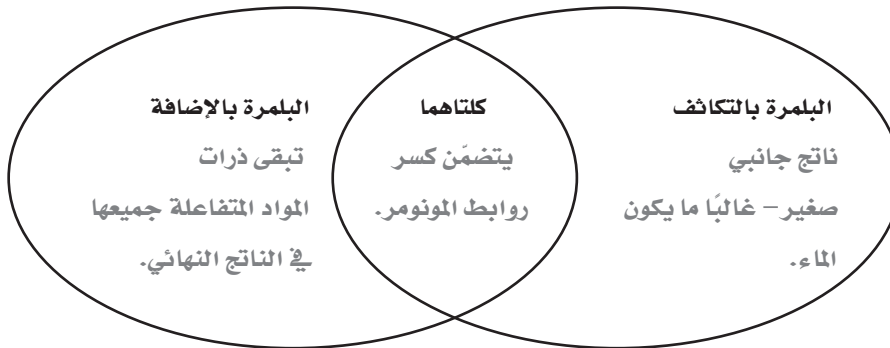 البلمرة بالتكاثف
ناتج جانبي
صغير – غالبًا ما يكون
الماء.
كلتاهما
يتضمّن كسر
روابط المونومر.
البلمرة بالإضافة
تبقى ذرات
المواد المتفاعلة جميعها
في الناتج النهائي.